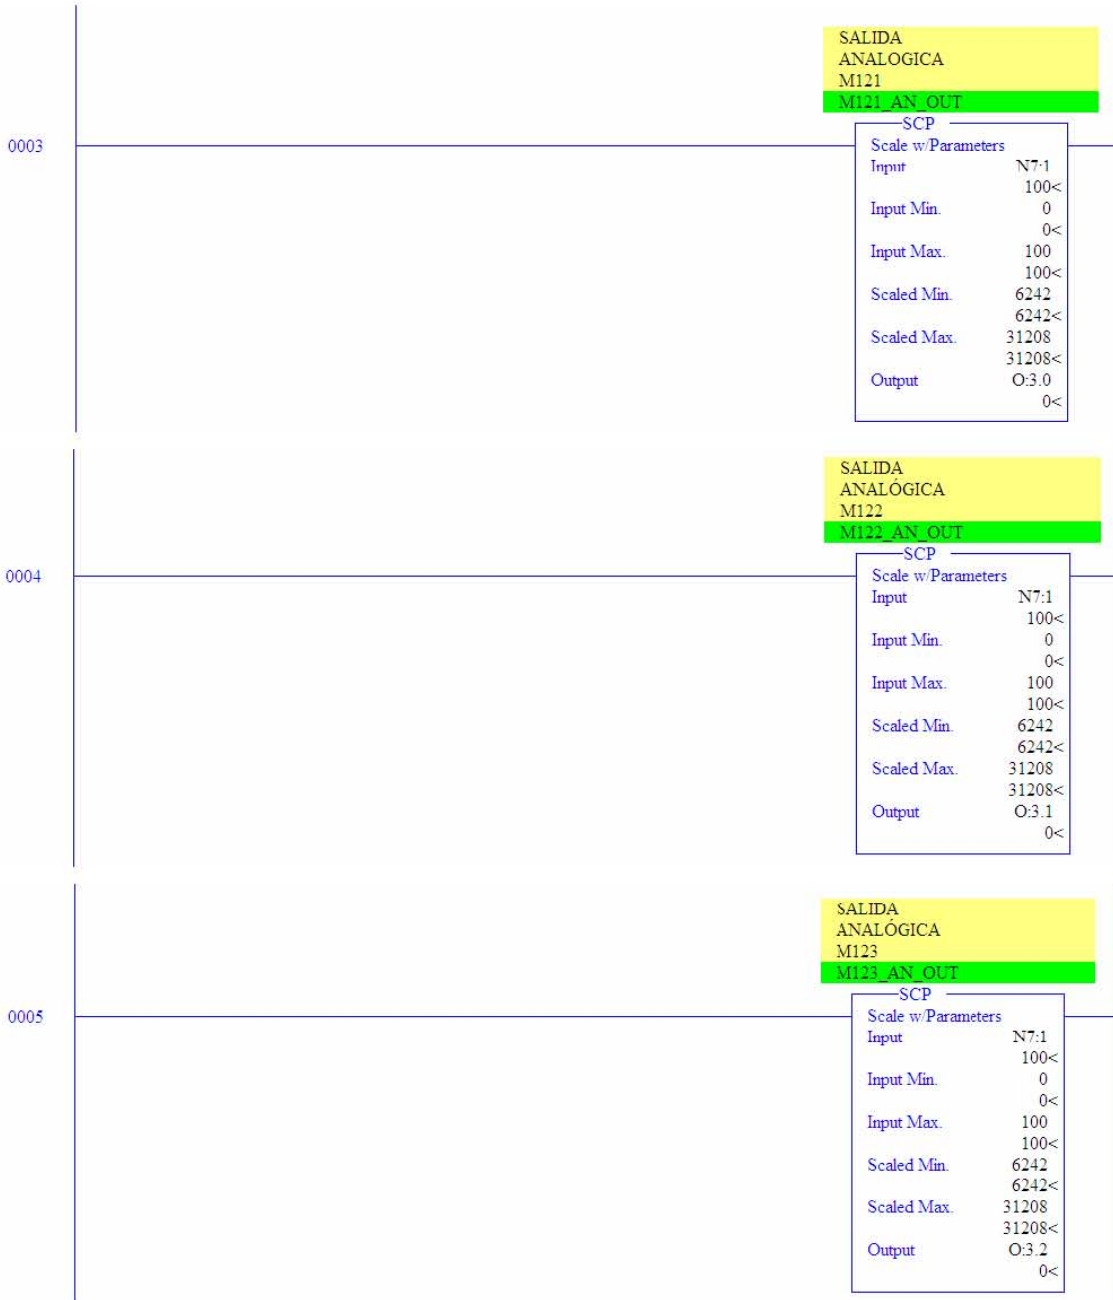 SALIDA
ANALOGICA
M121
M121_AN_OUT
SCP
0003
Scale w/Parameters
Input N7:1
100<
Input Min. 0
0<
Input Max. 100
100<
Scaled Min. 6242
6242<
Scaled Max. 31208
31208<
Output O:3.0
0<
SALIDA
ANALÓGICA
M122
M122_AN_OUT
SCP
0004
Scale w/Parameters
Input N7:1
100<
Input Min. 0
0<
Input Max. 100
100<
Scaled Min. 6242
6242<
Scaled Max. 31208
31208<
Output O:3.1
0<
SALIDA
ANALÓGICA
M123
M123_AN_OUT
SCP
0005
Scale w/Parameters
Input N7:1
100<
Input Min. 0
0<
Input Max. 100
100<
Scaled Min. 6242
6242<
Scaled Max. 31208
31208<
Output O:3.2
0<